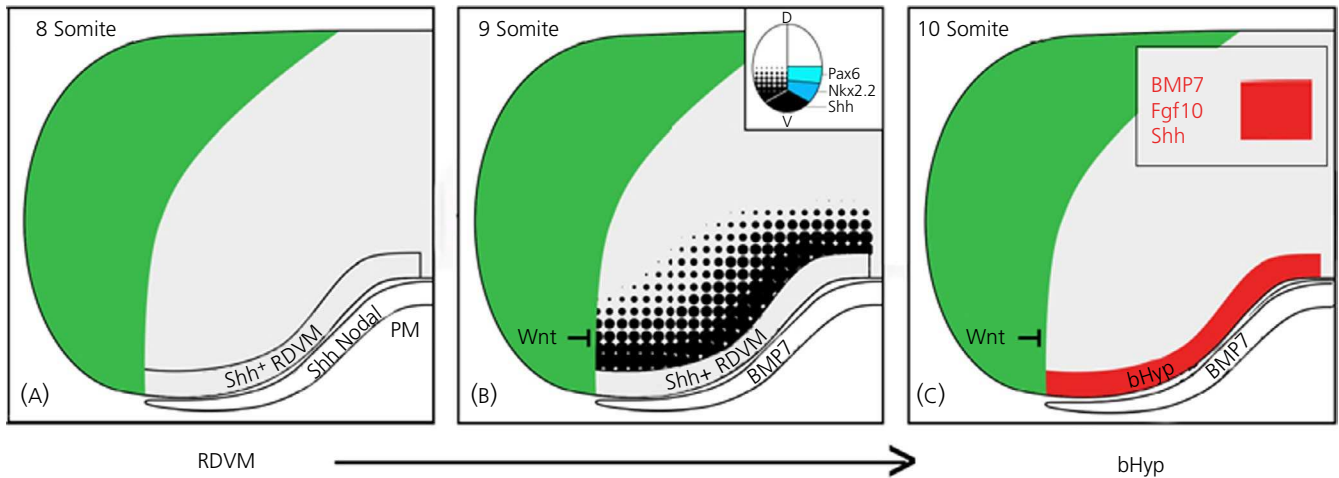 8 Somite
Shh+ RDVM
Shh Nodal
PM
(A)
9 Somite
D
Pax6
Nkx2.2
Shh
V
Wnt
Shh+ RDVM
BMP7
(B)
10 Somite
BMP7
Fgf10
Shh
Wnt
bHyp
BMP7
(C)
RDVM
bHyp